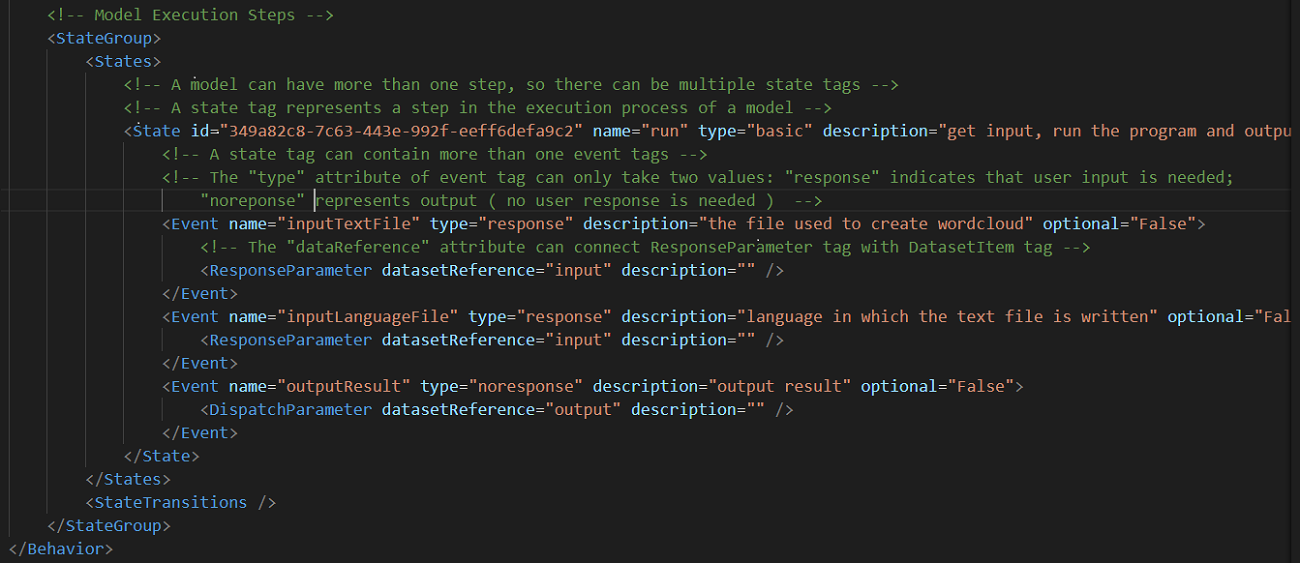 <!-- Model Execution Steps -->
<StateGroup>
<States>
<!-- A model can have more than one step, so there can be multiple state tags -->
<!-- A state tag represents a step in the execution process of a model -->
<State id="349a82c8-7c63-443e-992f-eeff6defa9c2" name="run" type="basic" description="get input, run the program and outpu
<!-- A state tag can contain more than one event tags -->
<!-- The "type" attribute of event tag can only take two values: "response" indicates that user input is needed;
"noreponse" represents output ( no user response is needed )  -->
<Event name="inputTextFile" type="response" description="the file used to create wordcloud" optional="False">
<!-- The "dataReference" attribute can connect ResponseParameter tag with DatasetItem tag -->
<ResponseParameter datasetReference="input" description="" />
</Event>
<Event name="inputLanguageFile" type="response" description="language in which the text file is written" optional="Fal
<ResponseParameter datasetReference="input" description="" />
</Event>
<Event name="outputResult" type="noresponse" description="output result" optional="False">
<DispatchParameter datasetReference="output" description="" />
</Event>
</State>
</States>
<StateTransitions />
</StateGroup>
</Behavior>